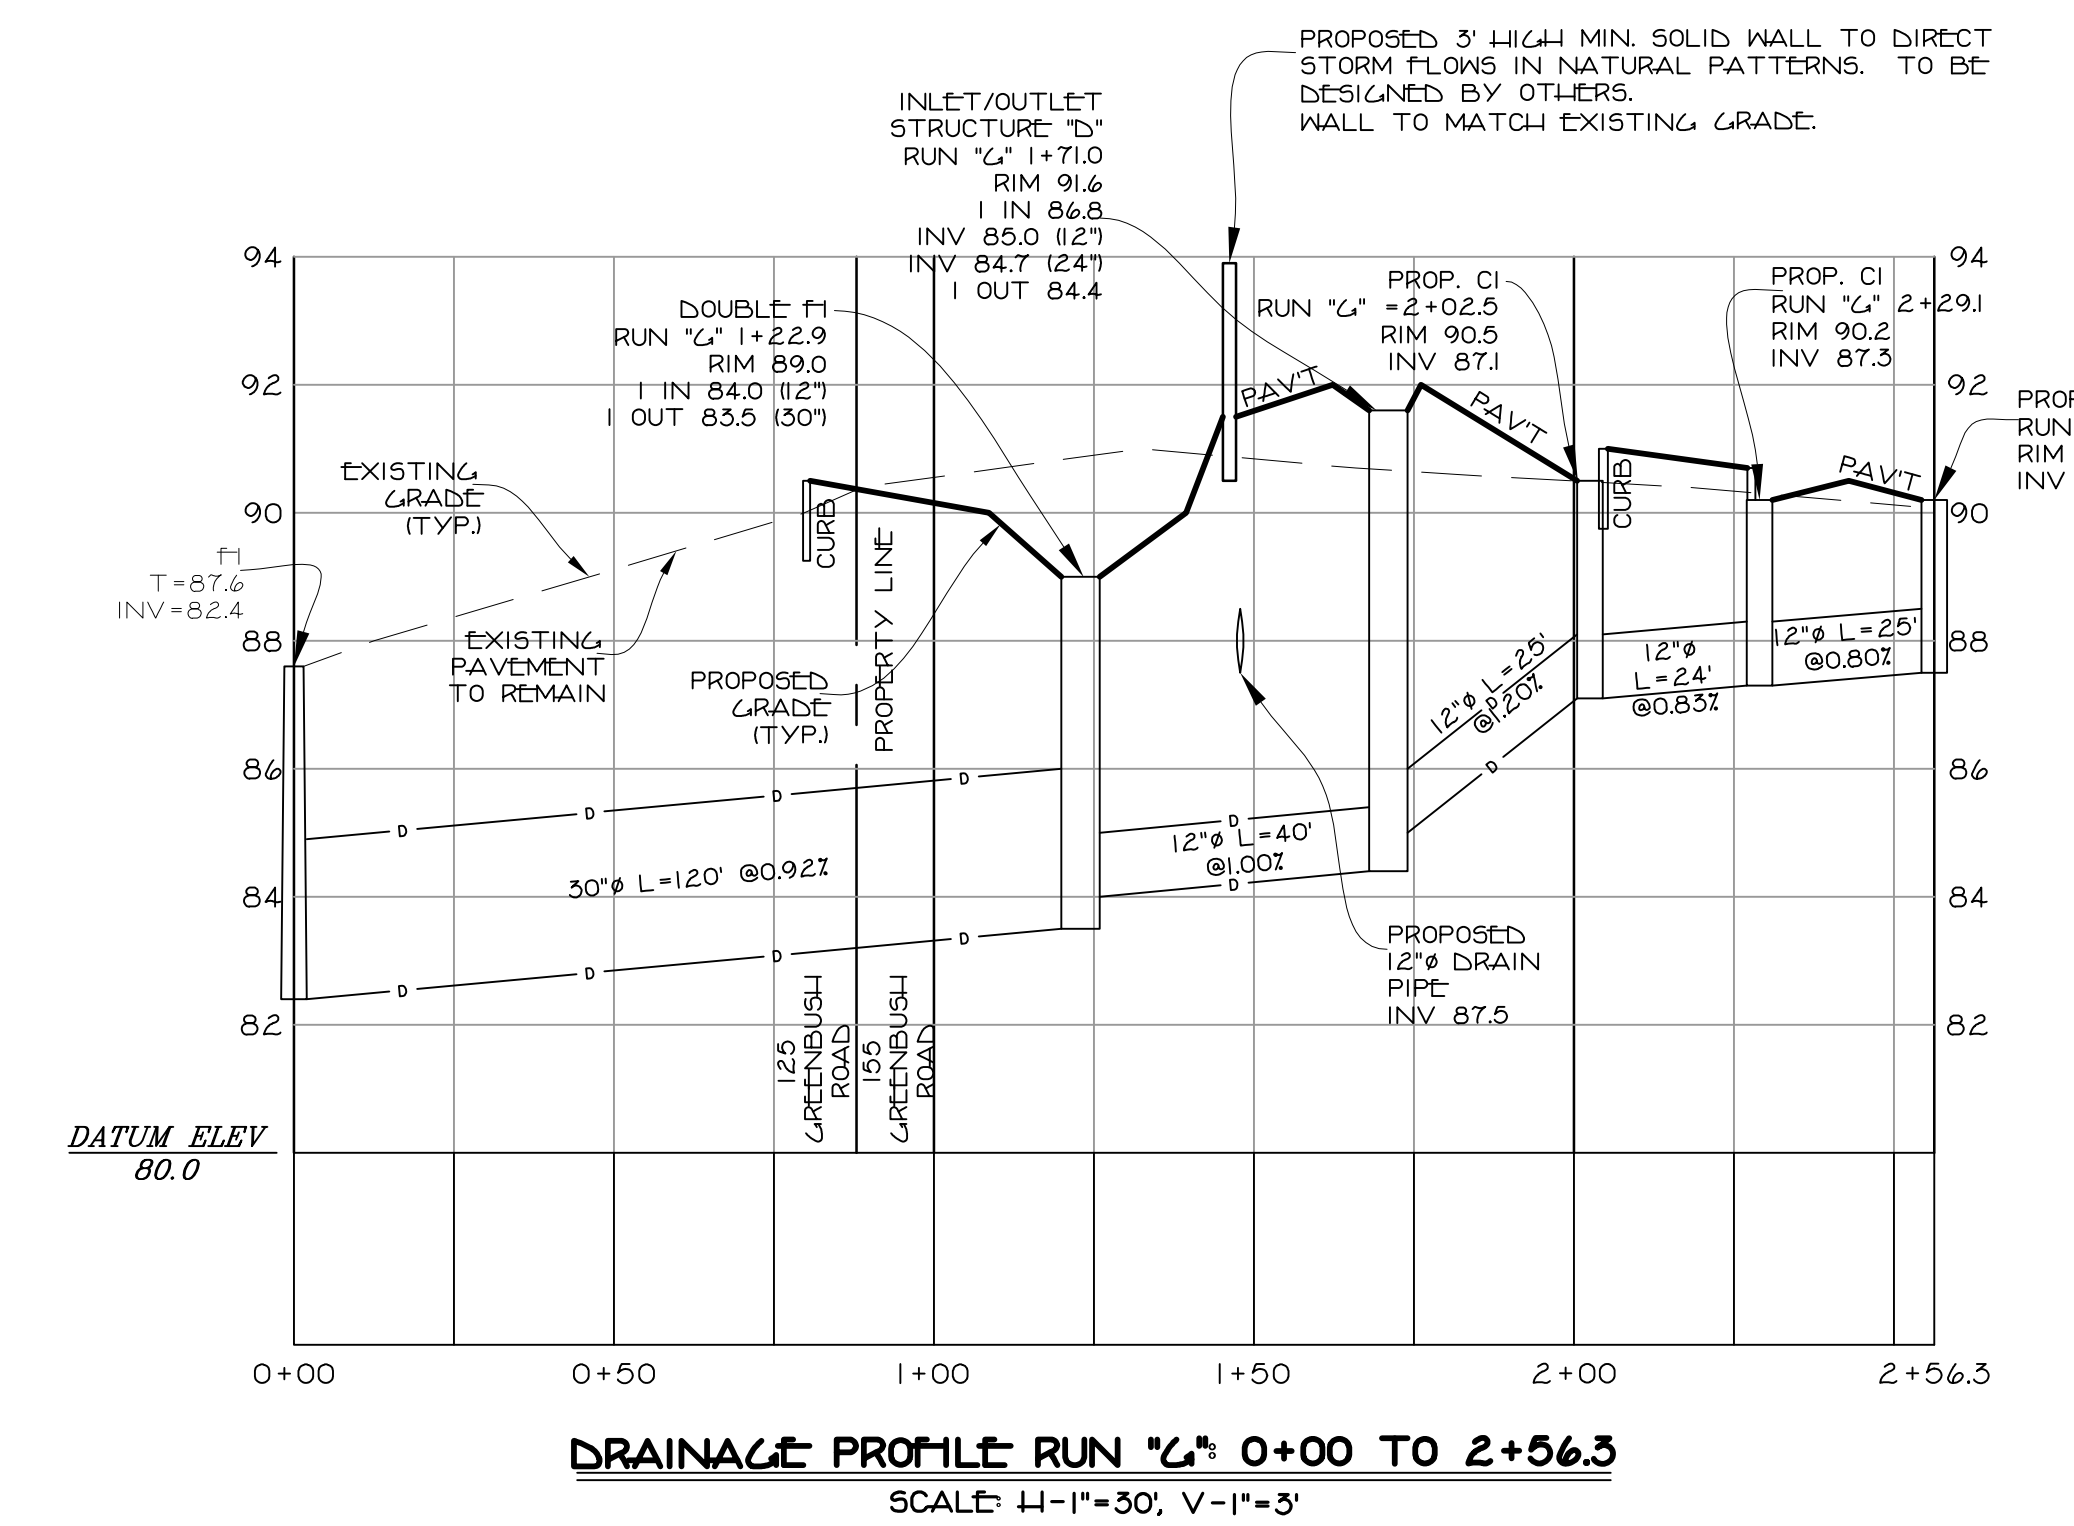 PROPOSED 3' HIGH MIN. SOLID WALL TO DIRECT
STORM FLOWS IN NATURAL PATTERNS. TO BE
DESIGNED BY OTHERS.
WALL TO MATCH EXISTING GRADE.
INLET/OUTLET
STRUCTURE "D"
RUN "G" 1+71.0
RIM 91.6
I IN 86.8
INV 85.0 (12")
INV 84.7 (24")
I OUT 84.4
DOUBLE FI
RUN "G" 1+22.9
RIM 89.0
I IN 84.0 (12")
I OUT 83.5 (30")
PROP. CI
RUN "G" =2+02.5
RIM 90.5
INV 87.1
PROP. CI
RUN "G" 2+29.1
RIM 90.2
INV 87.3
RUN
RIM
INV
94
92
90
88
86
84
82
94
92
90
88
86
84
82
EXISTING
GRADE
(TYP.)
FI
T=87.6
INV=82.4
EXISTING
PAVEMENT
TO REMAIN
PROPOSED
GRADE
(TYP.)
CURB
PROPERTY LINE
PAV'T
PAV'T
CURB
PAV'T
12"ø L=25'
@1.20%
12"ø
L=24'
@0.83%
12"ø L=25'
@0.80%
D
D
D
D
D
D
D
D
D
D
D
D
30"ø L=120' @0.92%
12"ø L=40'
@1.00%
PROPOSED
12"ø DRAIN
PIPE
INV 87.5
125
GREENBUSH
ROAD
155
GREENBUSH
ROAD
DATUM ELEV
80.0
0+00
0+50
1+00
1+50
2+00
2+56.3
DRAINAGE PROFILE RUN "G": 0+00 TO 2+56.3
SCALE: H-1"=30', V-1"=3'